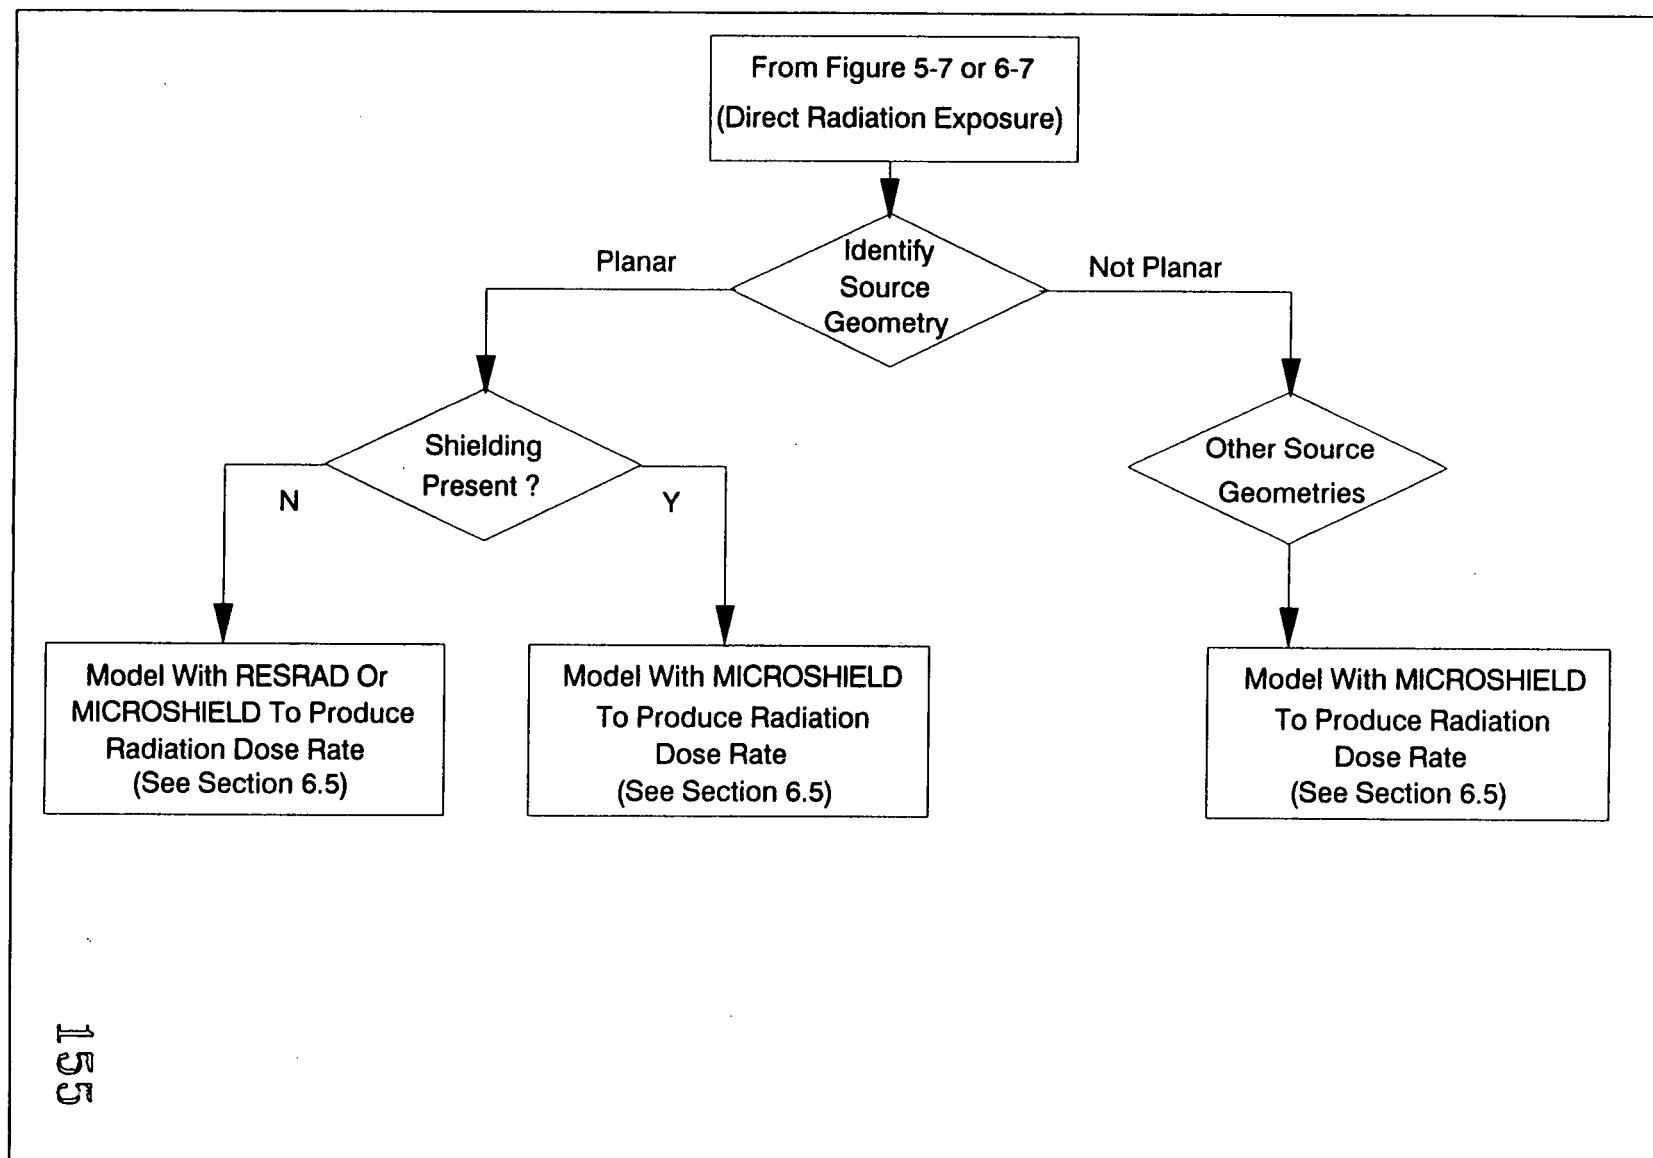 From Figure 5-7 or 6-7
(Direct Radiation Exposure)
Identify
Source
Geometry
Planar
Not Planar
Shielding
Present ?
N
Y
Other Source
Geometries
Model With RESRAD Or
MICROSHIELD To Produce
Radiation Dose Rate
(See Section 6.5)
Model With MICROSHIELD
To Produce Radiation
Dose Rate
(See Section 6.5)
Model With MICROSHIELD
To Produce Radiation
Dose Rate
(See Section 6.5)
155